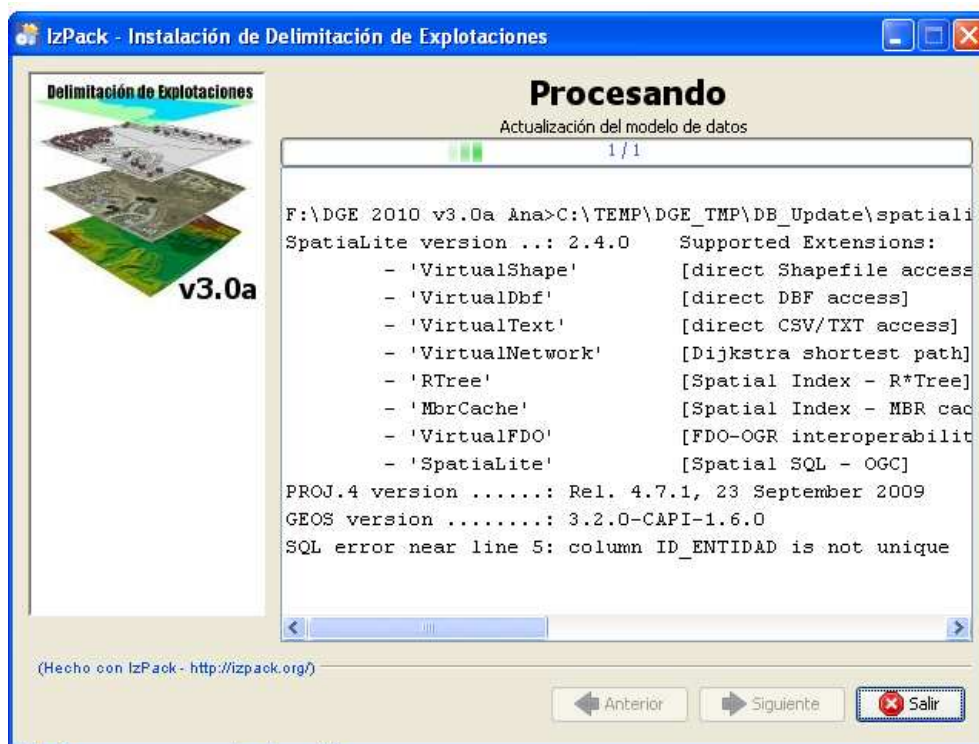 IzPack - Instalación de Delimitación de Explotaciones
Delimitación de Explotaciones
v3.0a
Procesando
Actualización del modelo de datos
1 / 1
F:\DGE 2010 v3.0a Ana>C:\TEMP\DGE_TMP\DB_Update\spatiali
SpatiaLite version ..: 2.4.0 Supported Extensions:
- 'VirtualShape' [direct Shapefile access
- 'VirtualDbf' [direct DBF access]
- 'VirtualText' [direct CSV/TXT access]
- 'VirtualNetwork' [Dijkstra shortest path]
- 'RTree' [Spatial Index - R*Tree]
- 'MbrCache' [Spatial Index - MBR cac
- 'VirtualFDO' [FDO-OGR interoperabilit
- 'SpatiaLite' [Spatial SQL - OGC]
PROJ.4 version ......: Rel. 4.7.1, 23 September 2009
GEOS version ........: 3.2.0-CAPI-1.6.0
SQL error near line 5: column ID_ENTIDAD is not unique
(Hecho con IzPack - http://izpack.org/)
Anterior
Siguiente
Salir